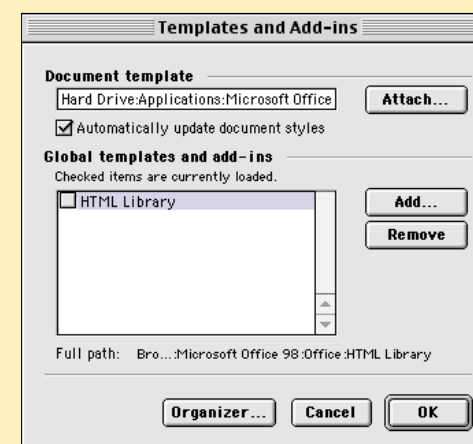 Templates and Add-ins
Document template
Hard Drive:Applications:Microsoft Office
Attach...
Automatically update document styles
Global templates and add-ins
Checked items are currently loaded.
HTML Library
Add...
Remove
Full path: Bro...:Microsoft Office 98:Office:HTML Library
Organizer... Cancel OK